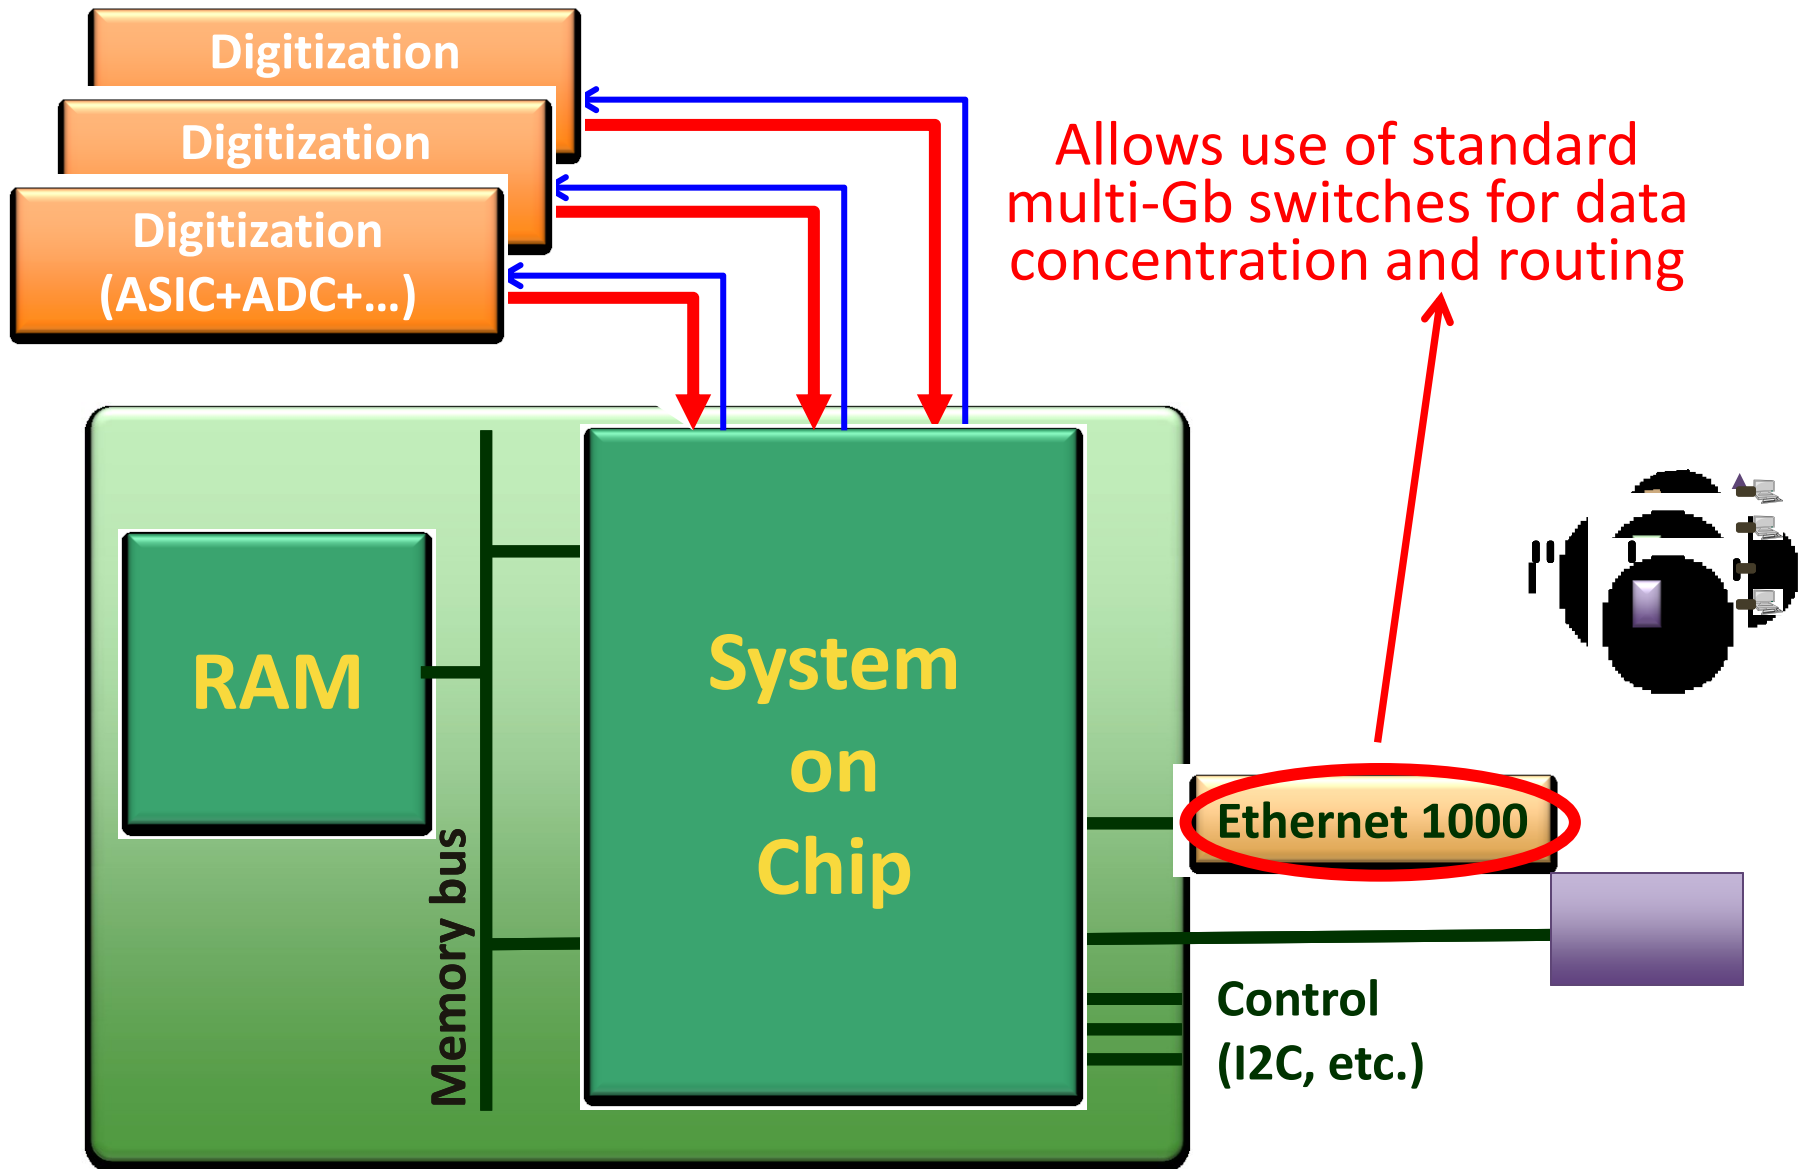 Digitization
Digitization
Digitization
(ASIC+ADC+...)
Allows use of standard
multi-Gb switches for data
concentration and routing
RAM
Memory bus
System
on
Chip
Ethernet 1000
Control
(I2C, etc.)